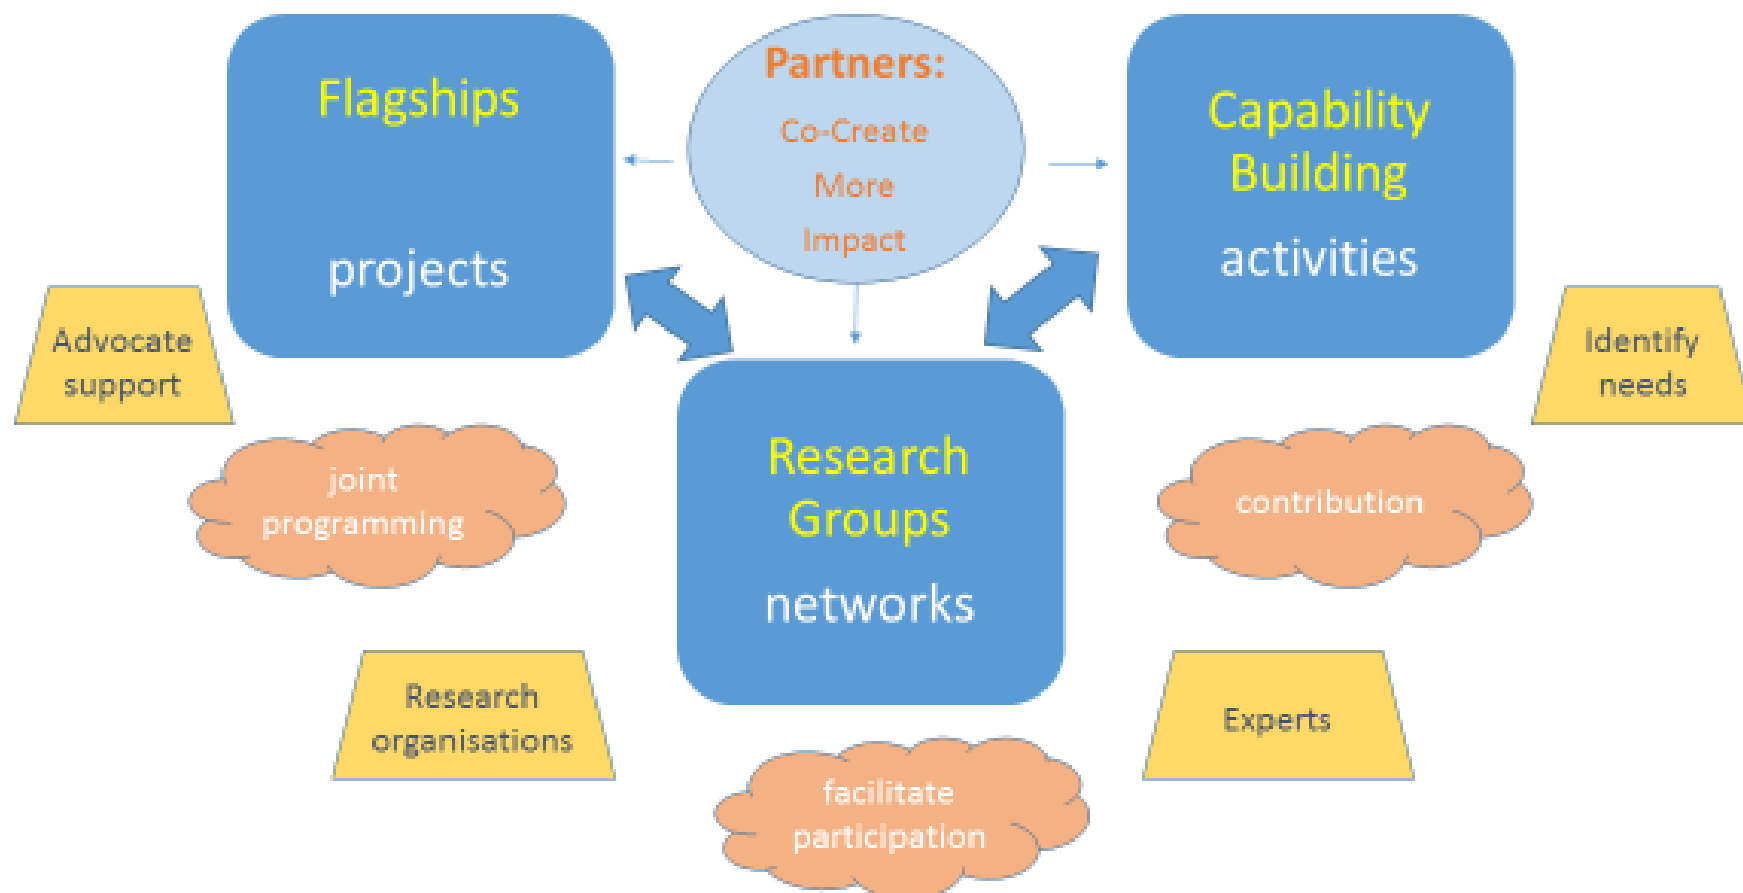 Flagships
projects
Partners:
Co-Create
More
Impact
Capability
Building
activities
Advocate
support
Identify
needs
joint
programming
Research
Groups
networks
contribution
Research
organisations
Experts
facilitate
participation